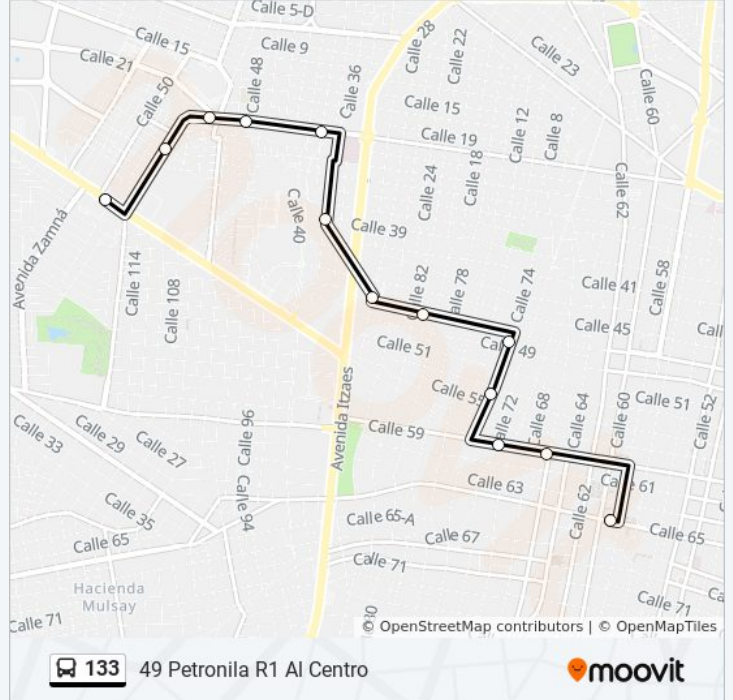 Calle 5-D
Calle 15
Calle 9
Calle 28
Calle 22
Calle 23
Calle 21
Calle 50
Calle 48
Calle 36
Calle 15
Calle 12
Calle 8
Calle 60
Calle 19
Calle 24
Calle 18
Calle 62
Calle 40
Calle 39
Avenida Zamná
Calle 114
Calle 108
Calle 82
Calle 78
Calle 74
Calle 41
Calle 58
Calle 45
Call
Calle 51
Cal 49
Calle 5
Avenida Itzaes
Calle 72
Calle 68
Calle 64
Calle 60
Calle 51
Calle 52
Calle 33
Calle 29
Calle 27
Calle 96
Calle 59
Calle 94
Calle 63
Calle 61
Calle 62
Calle 35
Calle 65-A
Calle 65
Calle 67
Calle 65
Calle 71
Hacienda
Mulsay
Calle 71
Calle 71
Ca
© OpenStreetMap contributors | © OpenMapTiles
133 49 Petronila R1 Al Centro
moovit